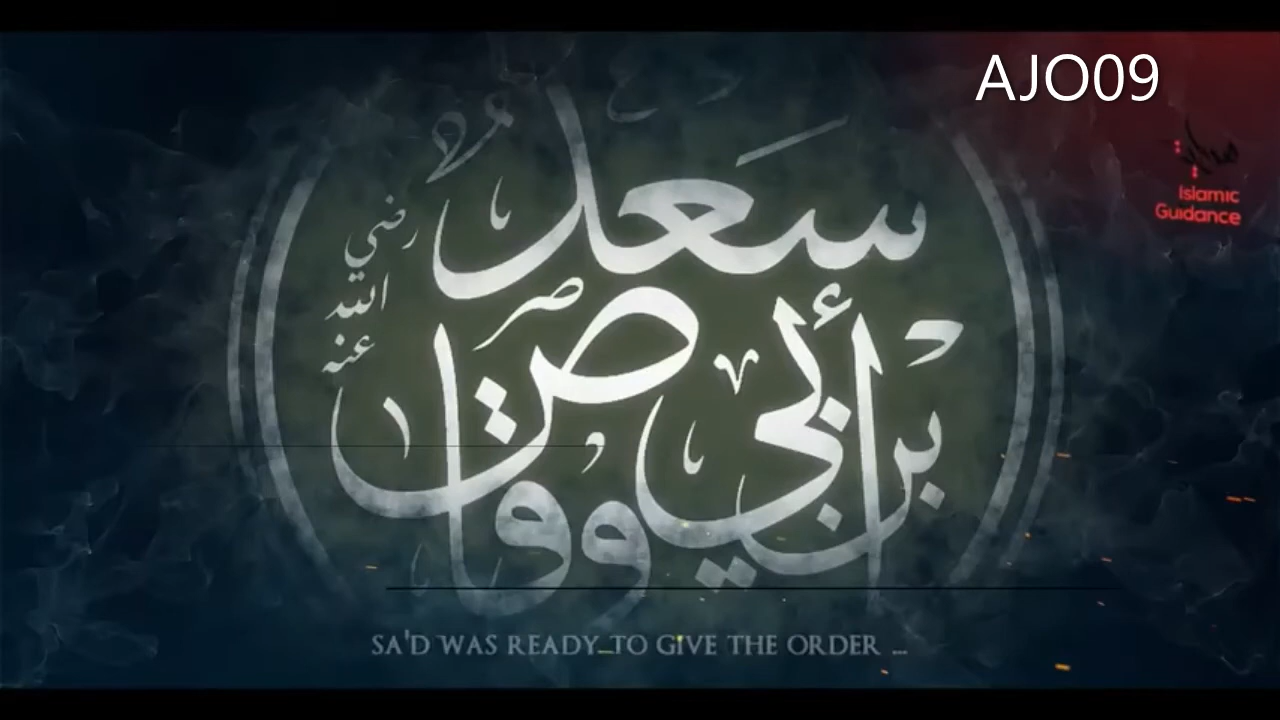 AJO09
Islamic
Guidance
سعد
بن أبي وقاص
رضي
الله
عنه
SA'D WAS READY TO GIVE THE ORDER ...